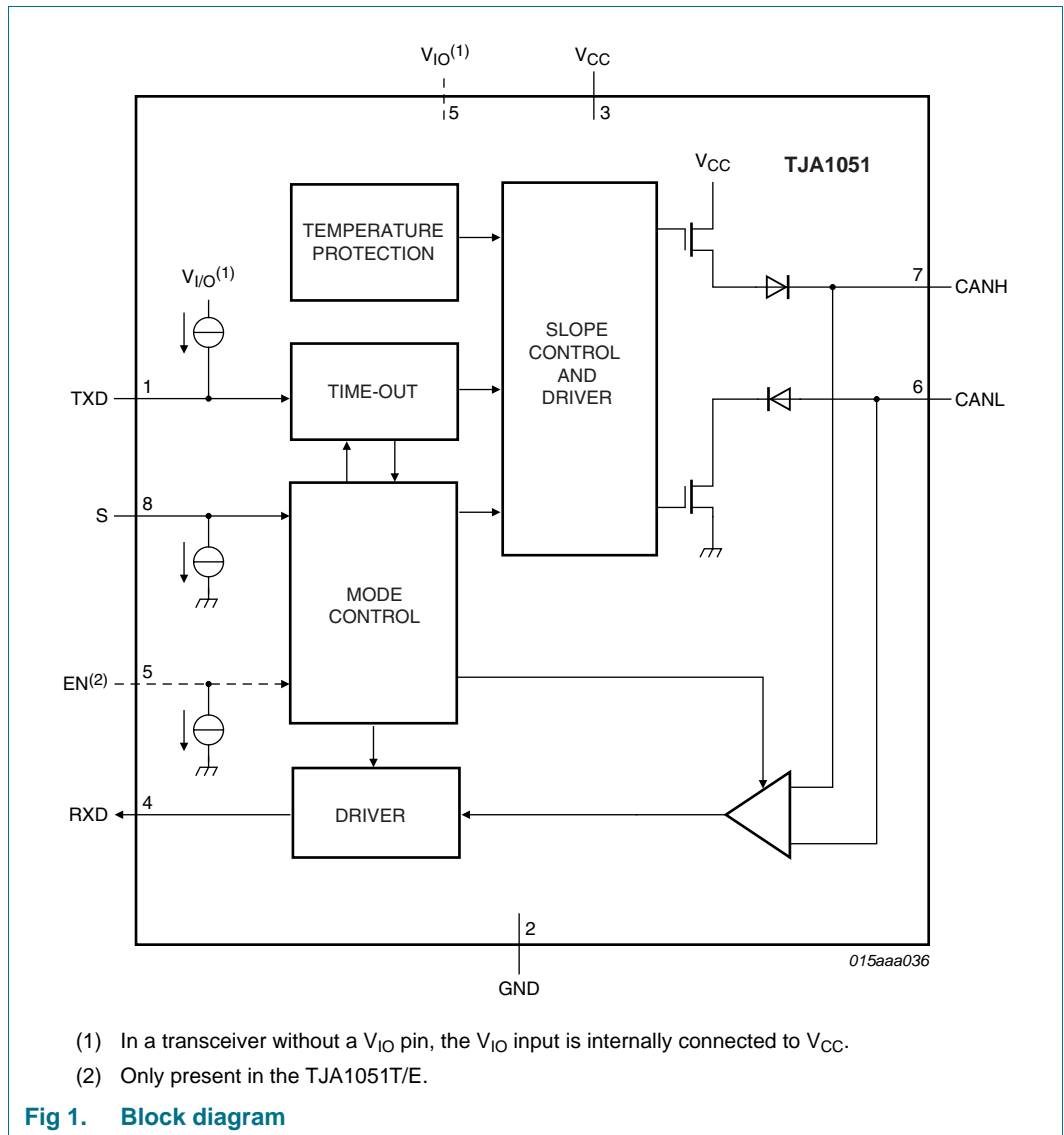 VIO(1)
VCC
5
3
VCC
TJA1051
TEMPERATURE
PROTECTION
VI/O(1)
7
CANH
SLOPE
CONTROL
AND
DRIVER
TXD
1
TIME-OUT
6
CANL
S
8
MODE
CONTROL
EN(2)
5
RXD
4
DRIVER
2
015aaa036
GND
(1) In a transceiver without a VIO pin, the VIO input is internally connected to VCC.
(2) Only present in the TJA1051T/E.
Fig 1. Block diagram